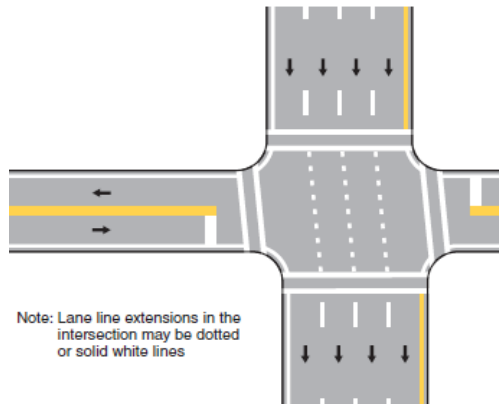 Note: Lane line extensions in the
intersection may be dotted
or solid white lines